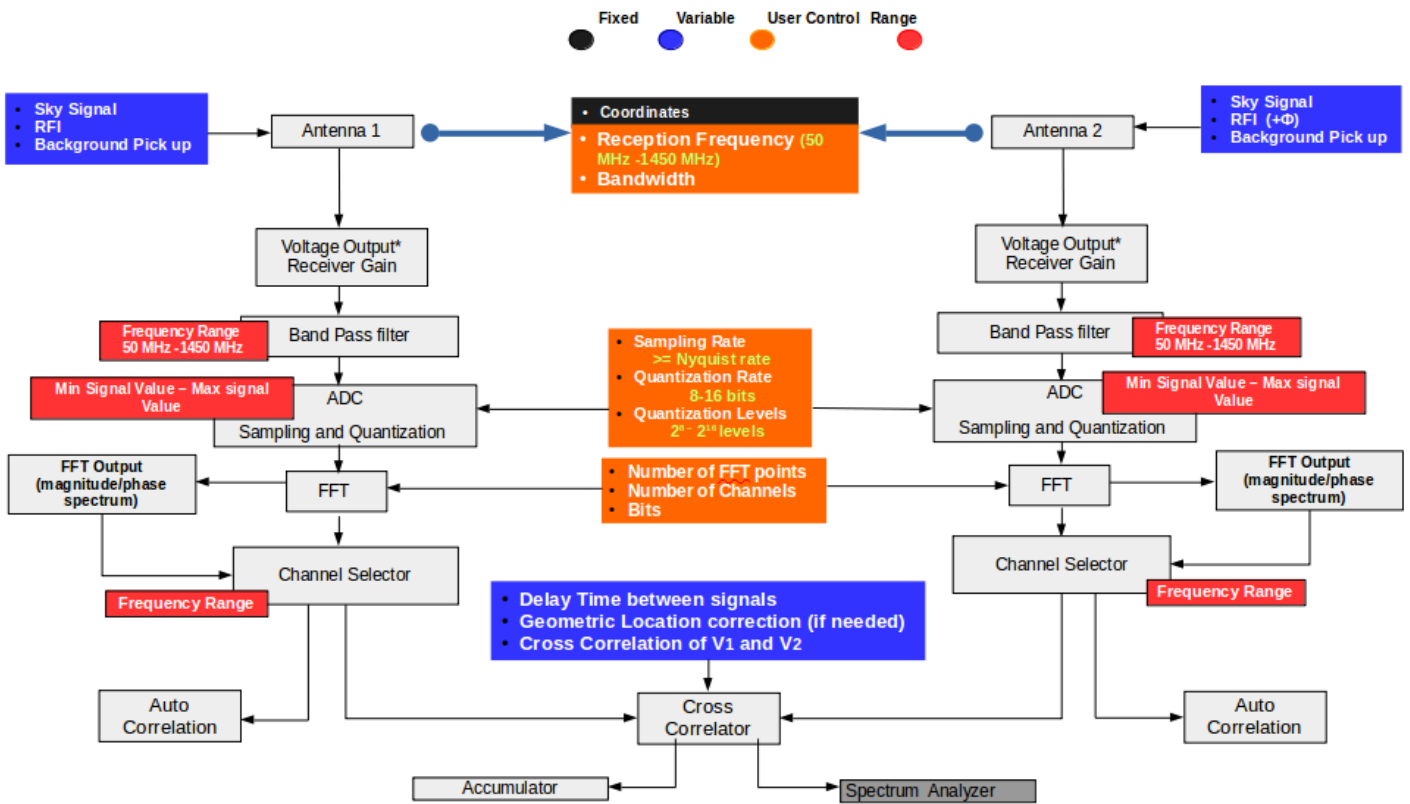 Fixed Variable User Control Range
• Sky Signal
• RFI
• Background Pick up
Antenna 1
• Coordinates
• Reception Frequency (50
MHz -1450 MHz)
• Bandwidth
Antenna 2
• Sky Signal
• RFI (+Φ)
• Background Pick up
Voltage Output*
Receiver Gain
Voltage Output*
Receiver Gain
Frequency Range
50 MHz -1450 MHz
Band Pass filter
Band Pass filter
Frequency Range
50 MHz -1450 MHz
Min Signal Value – Max signal
Value
ADC
Sampling and Quantization
• Sampling Rate
>= Nyquist rate
• Quantization Rate
8-16 bits
• Quantization Levels
2⁸ – 2¹⁶ levels
ADC
Sampling and Quantization
Min Signal Value – Max signal
Value
FFT Output
(magnitude/phase
spectrum)
FFT
• Number of FFT points
• Number of Channels
• Bits
FFT
FFT Output
(magnitude/phase
spectrum)
Channel Selector
Frequency Range
Channel Selector
Frequency Range
• Delay Time between signals
• Geometric Location correction (if needed)
• Cross Correlation of V1 and V2
Auto
Correlation
Cross
Correlator
Auto
Correlation
Accumulator
Spectrum Analyzer